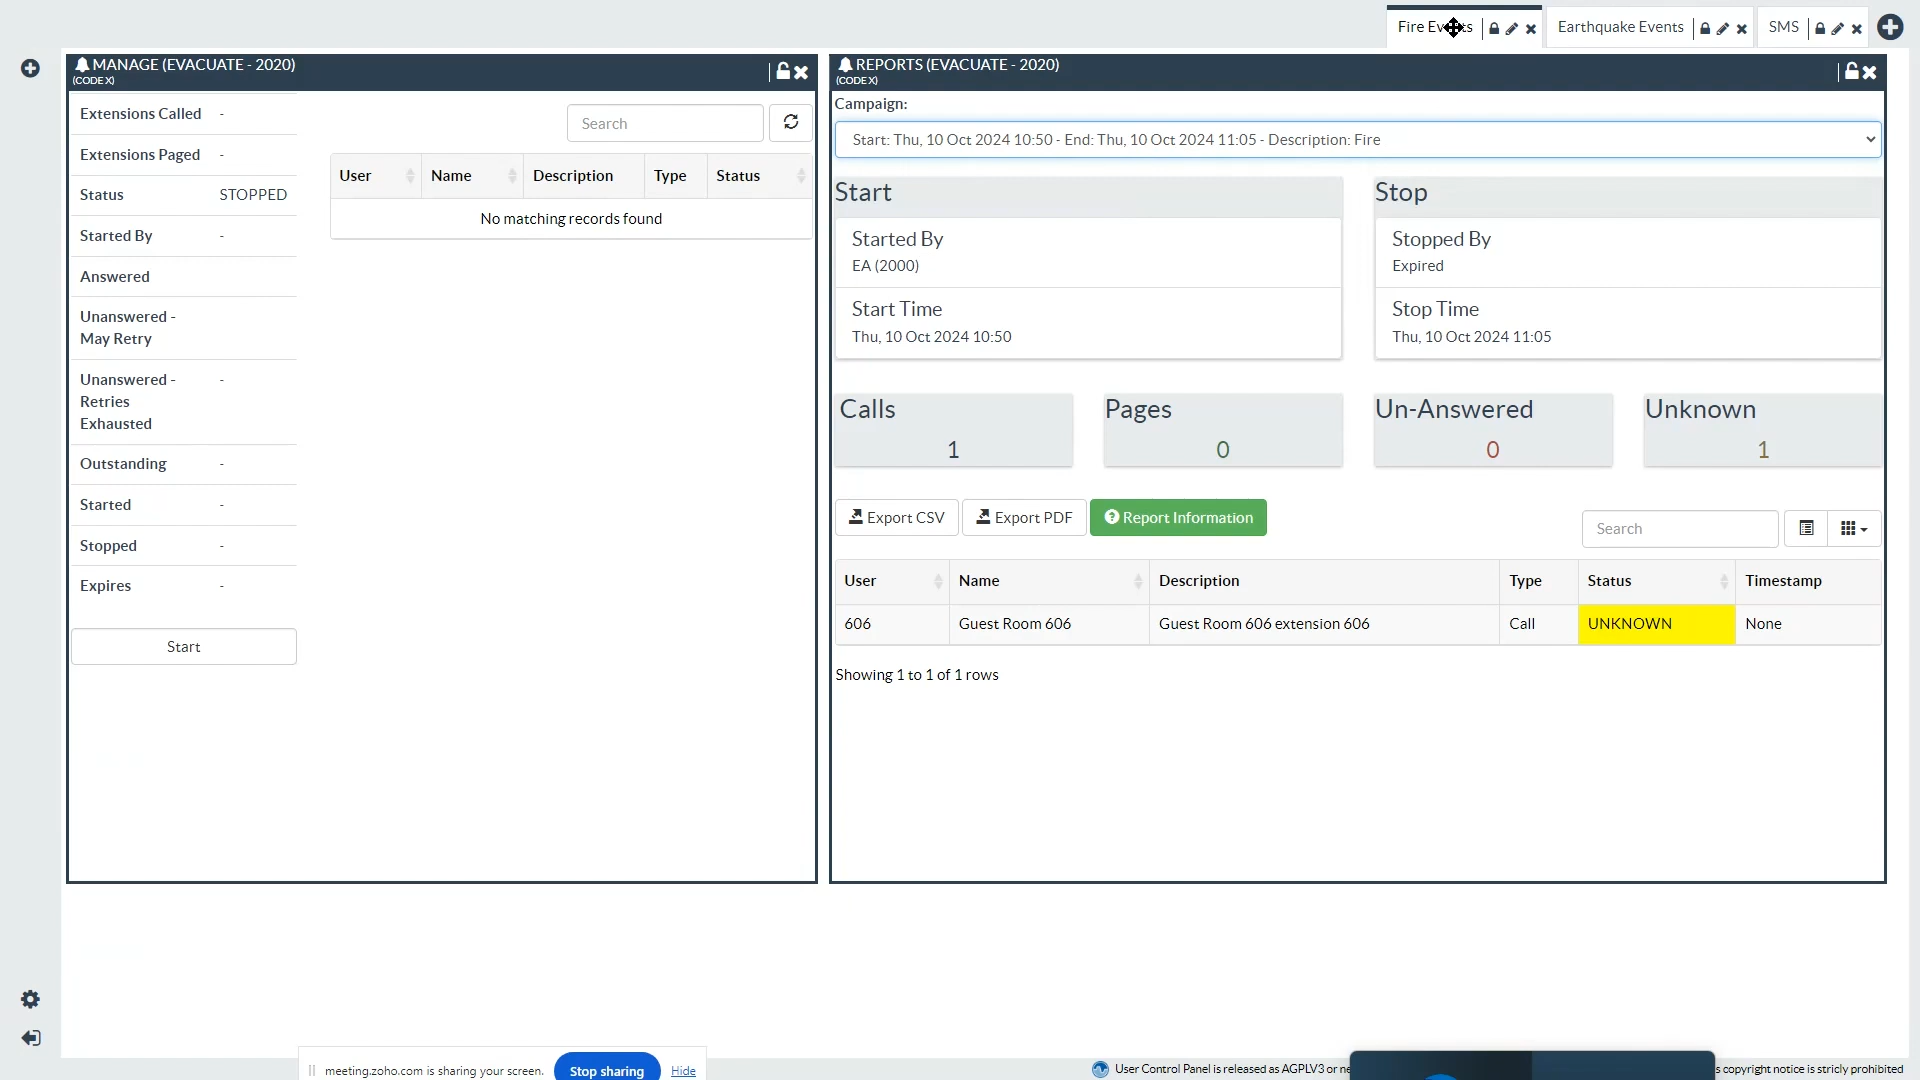 Fire Events
Earthquake Events
SMS
MANAGE (EVACUATE - 2020)
(CODE X)
Extensions Called -
Extensions Paged -
Status STOPPED
Started By -
Answered
Unanswered -
May Retry
Unanswered - -
Retries
Exhausted
Outstanding -
Started -
Stopped -
Expires -
Start
Search
User Name Description Type Status
No matching records found
REPORTS (EVACUATE - 2020)
(CODE X)
Campaign:
Start: Thu, 10 Oct 2024 10:50 - End: Thu, 10 Oct 2024 11:05 - Description: Fire
Start
Started By
EA (2000)
Start Time
Thu, 10 Oct 2024 10:50
Stop
Stopped By
Expired
Stop Time
Thu, 10 Oct 2024 11:05
Calls
1
Pages
0
Un-Answered
0
Unknown
1
Export CSV
Export PDF
Report Information
Search
User Name Description Type Status Timestamp
606 Guest Room 606 Guest Room 606 extension 606 Call UNKNOWN None
Showing 1 to 1 of 1 rows
meeting.zoho.com is sharing your screen. Stop sharing Hide
User Control Panel is released as AGPLV3 or
copyright notice is stricly prohibited